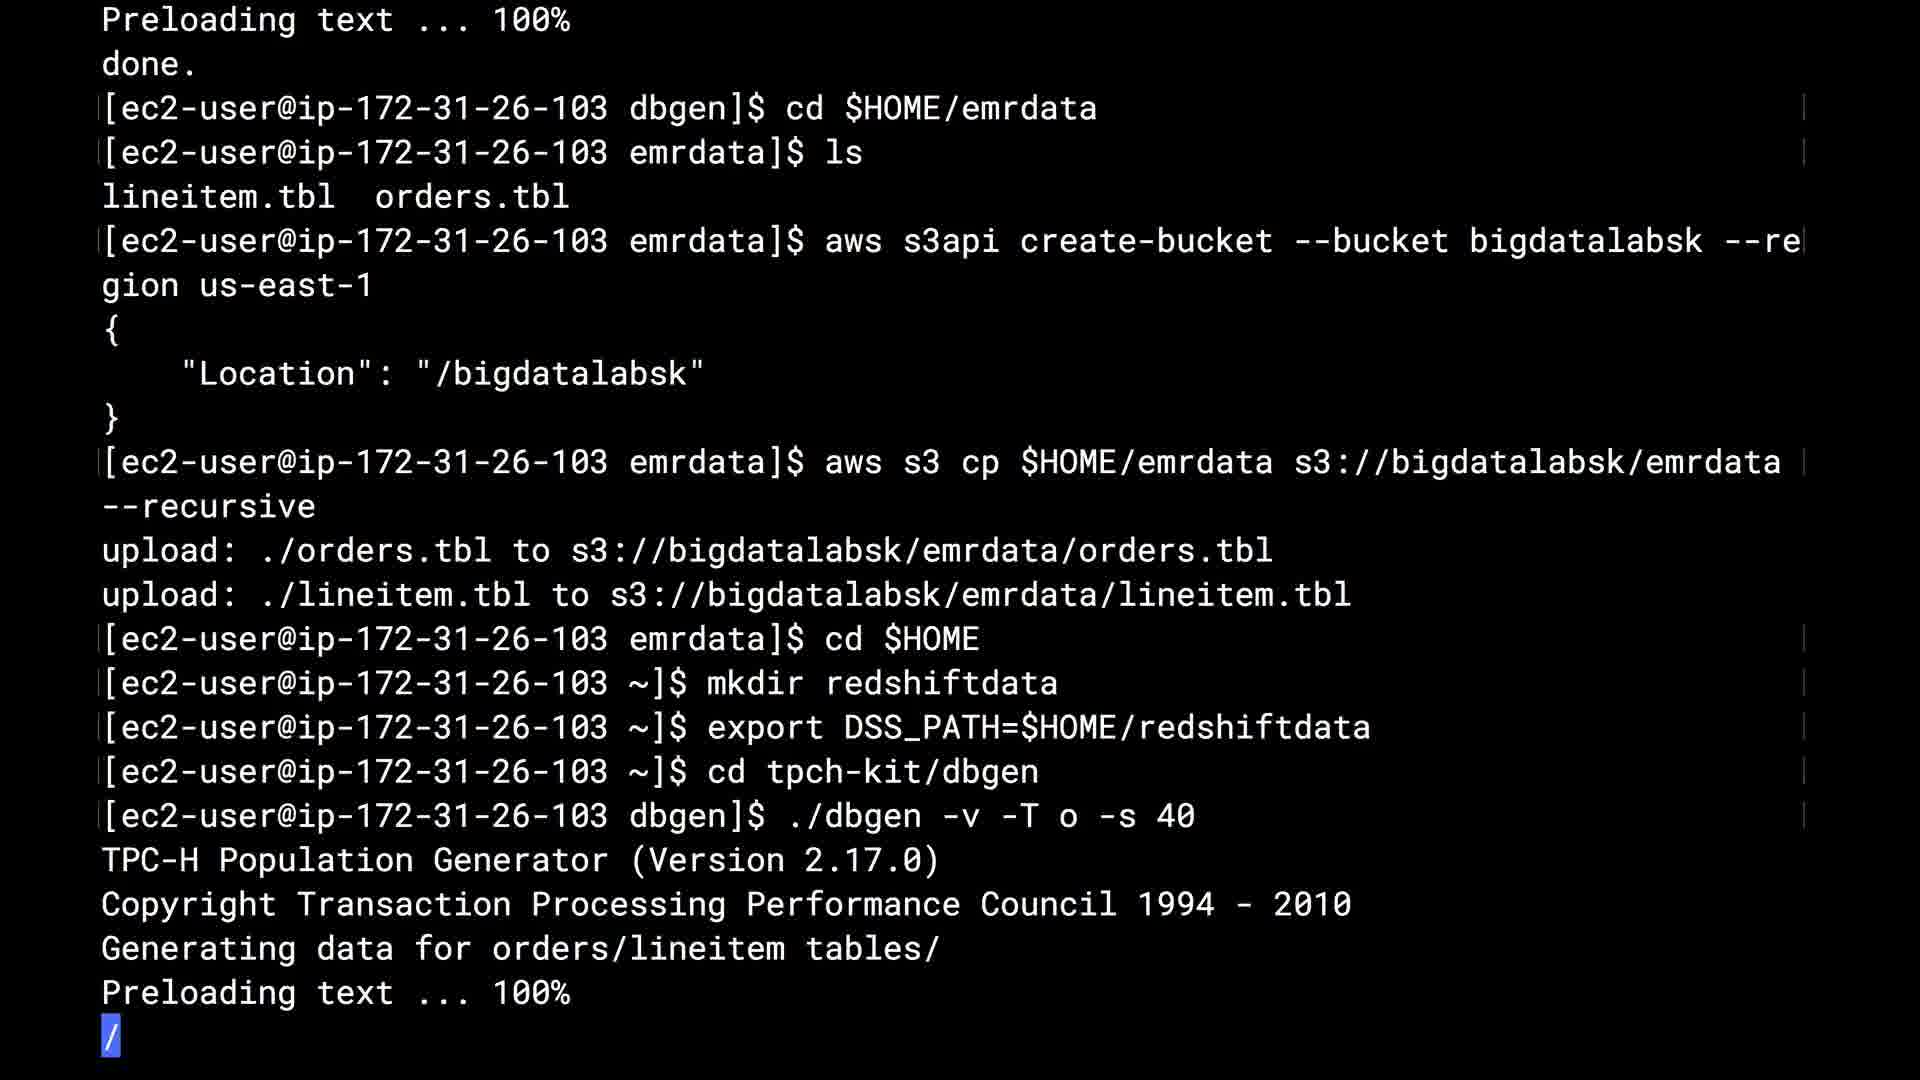 Preloading text ... 100%
done.
[ec2-user@ip-172-31-26-103 dbgen]$ cd $HOME/emrdata
[ec2-user@ip-172-31-26-103 emrdata]$ ls
lineitem.tbl  orders.tbl
[ec2-user@ip-172-31-26-103 emrdata]$ aws s3api create-bucket --bucket bigdatalabsk --re
gion us-east-1
{
    "Location": "/bigdatalabsk"
}
[ec2-user@ip-172-31-26-103 emrdata]$ aws s3 cp $HOME/emrdata s3://bigdatalabsk/emrdata
--recursive
upload: ./orders.tbl to s3://bigdatalabsk/emrdata/orders.tbl
upload: ./lineitem.tbl to s3://bigdatalabsk/emrdata/lineitem.tbl
[ec2-user@ip-172-31-26-103 emrdata]$ cd $HOME
[ec2-user@ip-172-31-26-103 ~]$ mkdir redshiftdata
[ec2-user@ip-172-31-26-103 ~]$ export DSS_PATH=$HOME/redshiftdata
[ec2-user@ip-172-31-26-103 ~]$ cd tpch-kit/dbgen
[ec2-user@ip-172-31-26-103 dbgen]$ ./dbgen -v -T o -s 40
TPC-H Population Generator (Version 2.17.0)
Copyright Transaction Processing Performance Council 1994 - 2010
Generating data for orders/lineitem tables/
Preloading text ... 100%
/